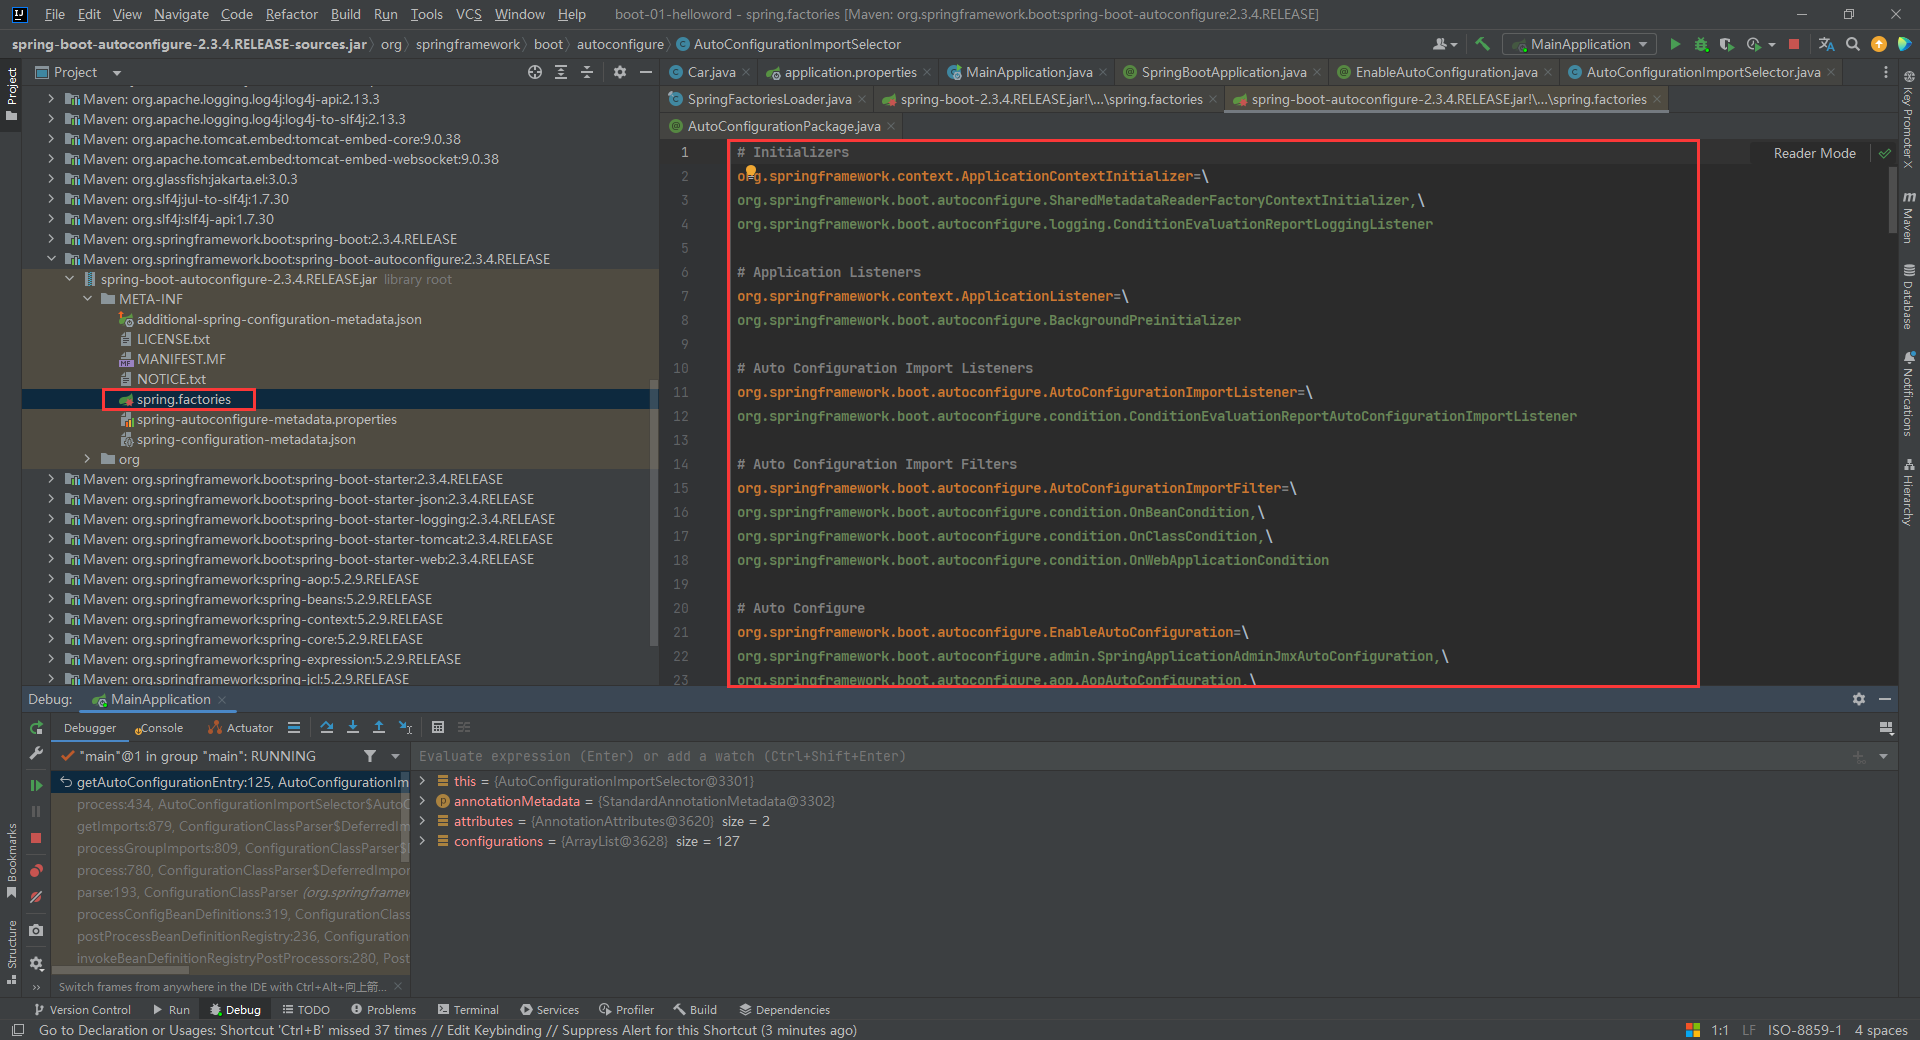 File Edit View Navigate Code Refactor Build Run Tools VCS Window Help boot-01-helloword - spring.factories [Maven: org.springframework.boot:spring-boot-autoconfigure:2.3.4.RELEASE]
spring-boot-autoconfigure-2.3.4.RELEASE-sources.jar org springframework boot autoconfigure AutoConfigurationImportSelector MainApplication
Project
Car.java application.properties MainApplication.java SpringBootApplication.java EnableAutoConfiguration.java AutoConfigurationImportSelector.java
SpringFactoriesLoader.java spring-boot-2.3.4.RELEASE.jar!\...\spring.factories spring-boot-autoconfigure-2.3.4.RELEASE.jar!\...\spring.factories
AutoConfigurationPackage.java
Project
Maven: org.apache.logging.log4j:log4j-api:2.13.3
Maven: org.apache.logging.log4j:log4j-to-slf4j:2.13.3
Maven: org.apache.tomcat.embed:tomcat-embed-core:9.0.38
Maven: org.apache.tomcat.embed:tomcat-embed-websocket:9.0.38
Maven: org.glassfish:jakarta.el:3.0.3
Maven: org.slf4j:jul-to-slf4j:1.7.30
Maven: org.slf4j:slf4j-api:1.7.30
Maven: org.springframework.boot:spring-boot:2.3.4.RELEASE
Maven: org.springframework.boot:spring-boot-autoconfigure:2.3.4.RELEASE
spring-boot-autoconfigure-2.3.4.RELEASE.jar library root
META-INF
additional-spring-configuration-metadata.json
LICENSE.txt
MANIFEST.MF
NOTICE.txt
spring.factories
spring-autoconfigure-metadata.properties
spring-configuration-metadata.json
org
Maven: org.springframework.boot:spring-boot-starter:2.3.4.RELEASE
Maven: org.springframework.boot:spring-boot-starter-json:2.3.4.RELEASE
Maven: org.springframework.boot:spring-boot-starter-logging:2.3.4.RELEASE
Maven: org.springframework.boot:spring-boot-starter-tomcat:2.3.4.RELEASE
Maven: org.springframework.boot:spring-boot-starter-web:2.3.4.RELEASE
Maven: org.springframework:spring-aop:5.2.9.RELEASE
Maven: org.springframework:spring-beans:5.2.9.RELEASE
Maven: org.springframework:spring-context:5.2.9.RELEASE
Maven: org.springframework:spring-core:5.2.9.RELEASE
Maven: org.springframework:spring-expression:5.2.9.RELEASE
Maven: org.springframework:spring-jcl:5.2.9.RELEASE
1 # Initializers
Reader Mode
2 org.springframework.context.ApplicationContextInitializer=\
3 org.springframework.boot.autoconfigure.SharedMetadataReaderFactoryContextInitializer,\
4 org.springframework.boot.autoconfigure.logging.ConditionEvaluationReportLoggingListener
5
6 # Application Listeners
7 org.springframework.context.ApplicationListener=\
8 org.springframework.boot.autoconfigure.BackgroundPreinitializer
9
10 # Auto Configuration Import Listeners
11 org.springframework.boot.autoconfigure.AutoConfigurationImportListener=\
12 org.springframework.boot.autoconfigure.condition.ConditionEvaluationReportAutoConfigurationImportListener
13
14 # Auto Configuration Import Filters
15 org.springframework.boot.autoconfigure.AutoConfigurationImportFilter=\
16 org.springframework.boot.autoconfigure.condition.OnBeanCondition,\
17 org.springframework.boot.autoconfigure.condition.OnClassCondition,\
18 org.springframework.boot.autoconfigure.condition.OnWebApplicationCondition
19
20 # Auto Configure
21 org.springframework.boot.autoconfigure.EnableAutoConfiguration=\
22 org.springframework.boot.autoconfigure.admin.SpringApplicationAdminJmxAutoConfiguration,\
23 org.springframework.boot.autoconfigure.aop.AopAutoConfiguration,\
Key Promoter X
m Maven
Database
Notifications
Hierarchy
Debug: MainApplication
Debugger Console Actuator
"main"@1 in group "main": RUNNING
Evaluate expression (Enter) or add a watch (Ctrl+Shift+Enter)
getAutoConfigurationEntry:125, AutoConfigurationIm
process:434, AutoConfigurationImportSelector$AutoC
getImports:879, ConfigurationClassParser$DeferredIm
processGroupImports:809, ConfigurationClassParser$
process:780, ConfigurationClassParser$DeferredImpor
parse:193, ConfigurationClassParser (org.springframew
processConfigBeanDefinitions:319, ConfigurationClass
postProcessBeanDefinitionRegistry:236, Configuration
invokeBeanDefinitionRegistryPostProcessors:280, Post
Switch frames from anywhere in the IDE with Ctrl+Alt+向上箭...
this = {AutoConfigurationImportSelector@3301}
p annotationMetadata = {StandardAnnotationMetadata@3302}
attributes = {AnnotationAttributes@3620} size = 2
configurations = {ArrayList@3628} size = 127
Bookmarks
Structure
Version Control Run Debug TODO Problems Terminal Services Profiler Build Dependencies
Go to Declaration or Usages: Shortcut 'Ctrl+B' missed 37 times // Edit Keybinding // Suppress Alert for this Shortcut (3 minutes ago) 1:1 LF ISO-8859-1 4 spaces